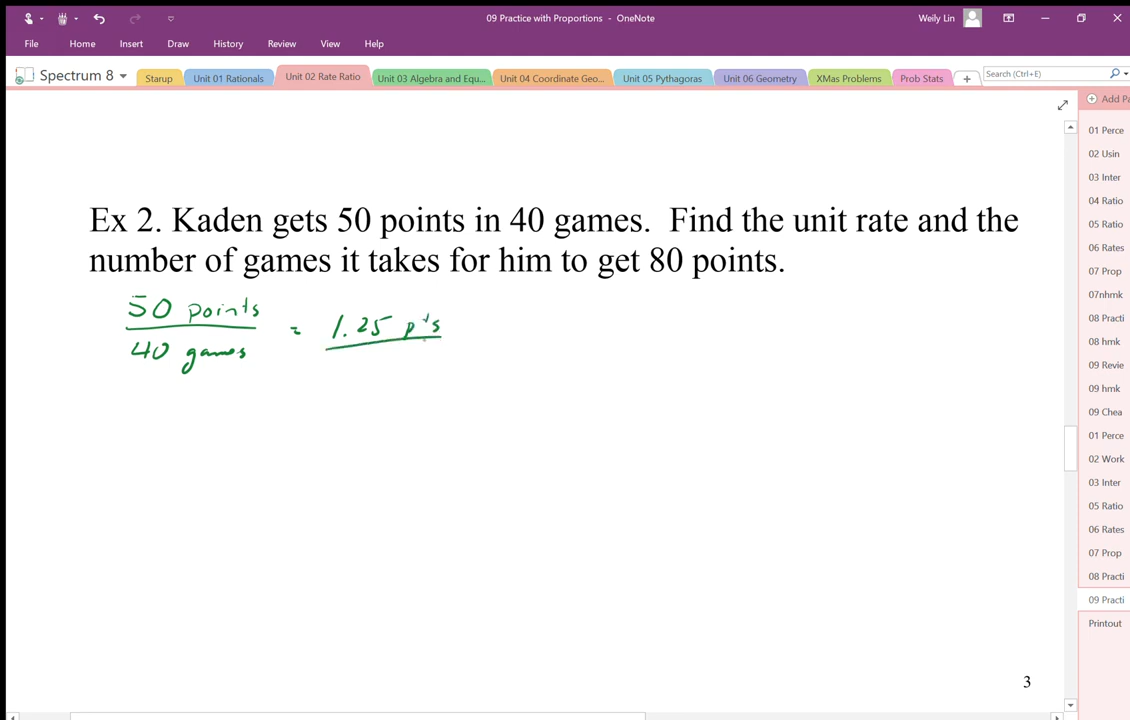 09 Practice with Proportions - OneNote
Weily Lin
File Home Insert Draw History Review View Help
Spectrum 8
Starup
Unit 01 Rationals
Unit 02 Rate Ratio
Unit 03 Algebra and Equ...
Unit 04 Coordinate Geo...
Unit 05 Pythagoras
Unit 06 Geometry
XMas Problems
Prob Stats
Search (Ctrl+E)
Add Pa
01 Perce
02 Usin
03 Inter
04 Ratio
05 Ratio
06 Rates
07 Prop
07nhmk
08 Practi
08 hmk
09 Revie
09 hmk
09 Chea
01 Perce
02 Work
03 Inter
05 Ratio
06 Rates
07 Prop
08 Practi
09 Practi
Printout
Ex 2. Kaden gets 50 points in 40 games. Find the unit rate and the
number of games it takes for him to get 80 points.
50 points
40 games
= 1.25 pts
3